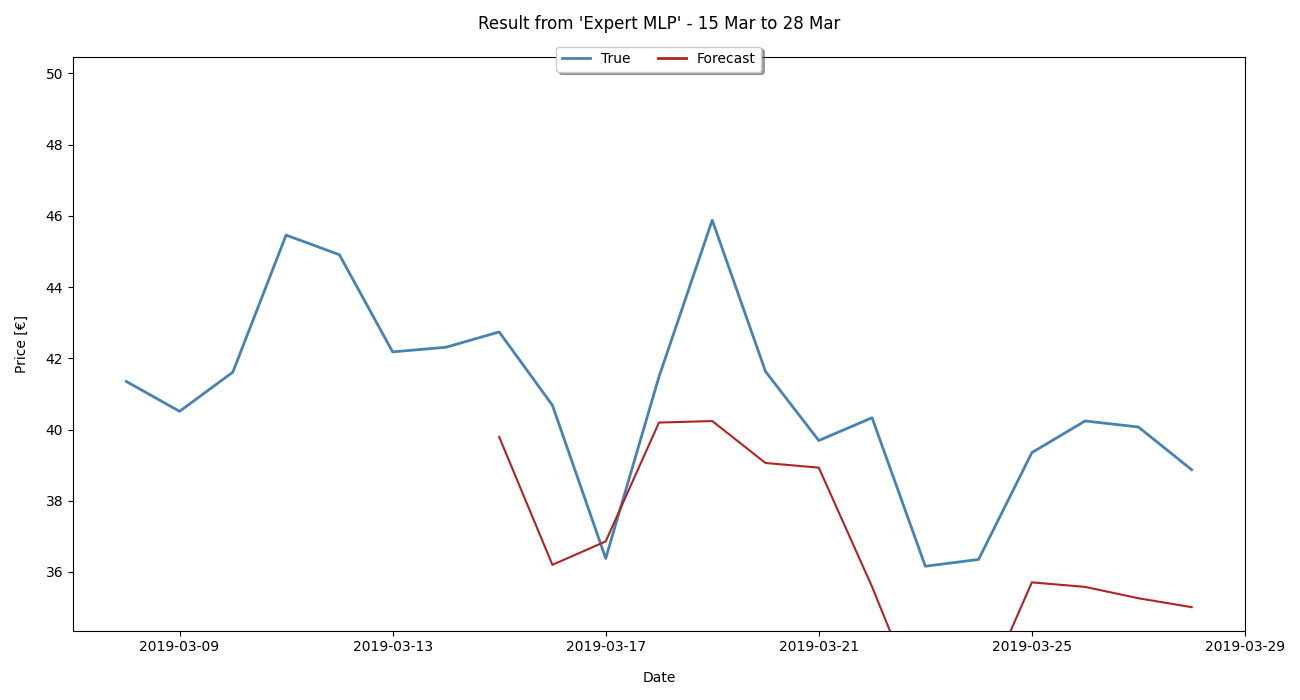 Result from 'Expert MLP' - 15 Mar to 28 Mar
True Forecast
50
48
46
44
42
40
38
36
Price [€]
2019-03-09 2019-03-13 2019-03-17 2019-03-21 2019-03-25 2019-03-29
Date